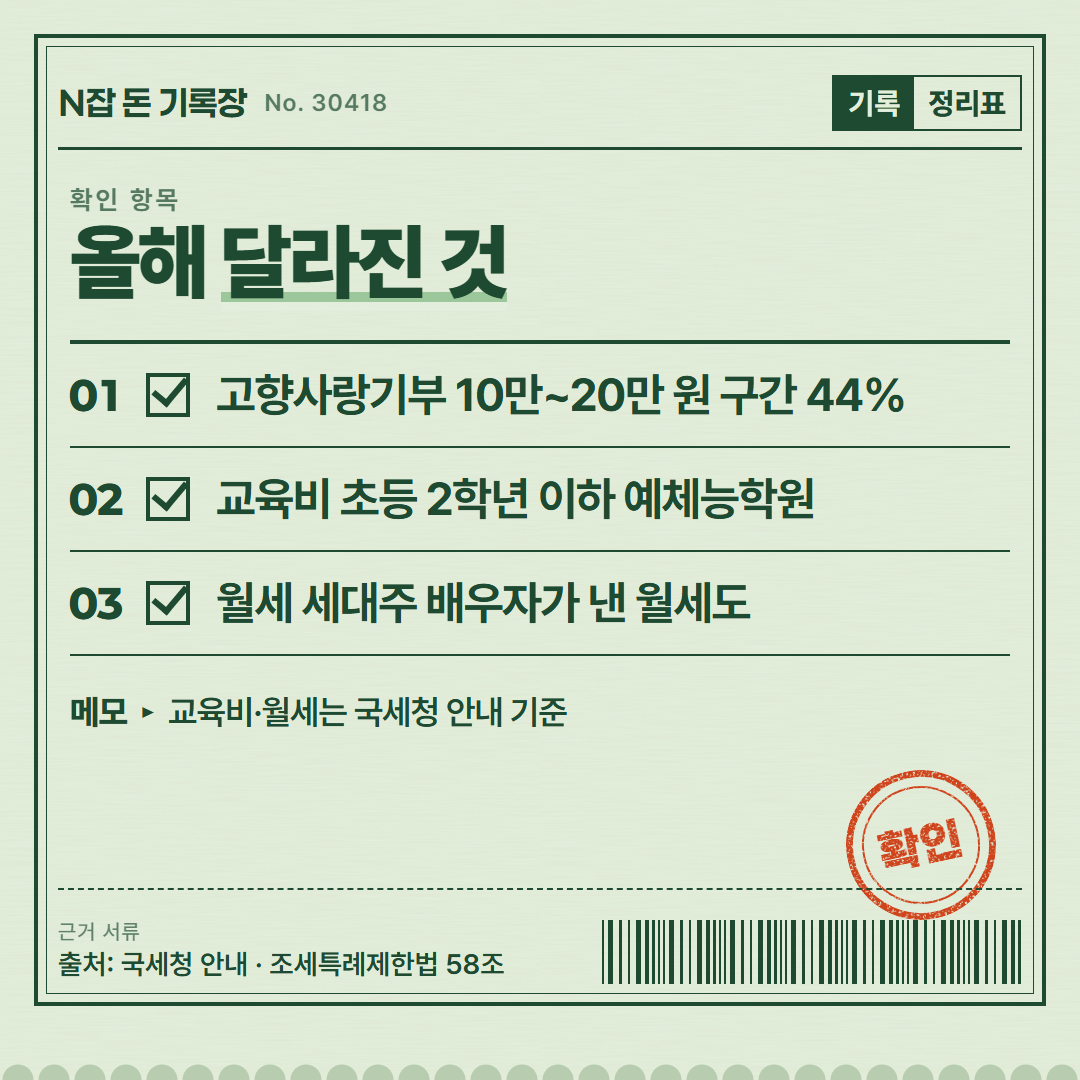 N잡 돈 기록장 No. 30418
기록 정리표
확인 항목
올해 달라진 것
01 고향사랑기부 10만~20만 원 구간 44%
02 교육비 초등 2학년 이하 예체능학원
03 월세 세대주 배우자가 낸 월세도
메모 ▸ 교육비·월세는 국세청 안내 기준
확인
근거 서류
출처: 국세청 안내 · 조세특례제한법 58조